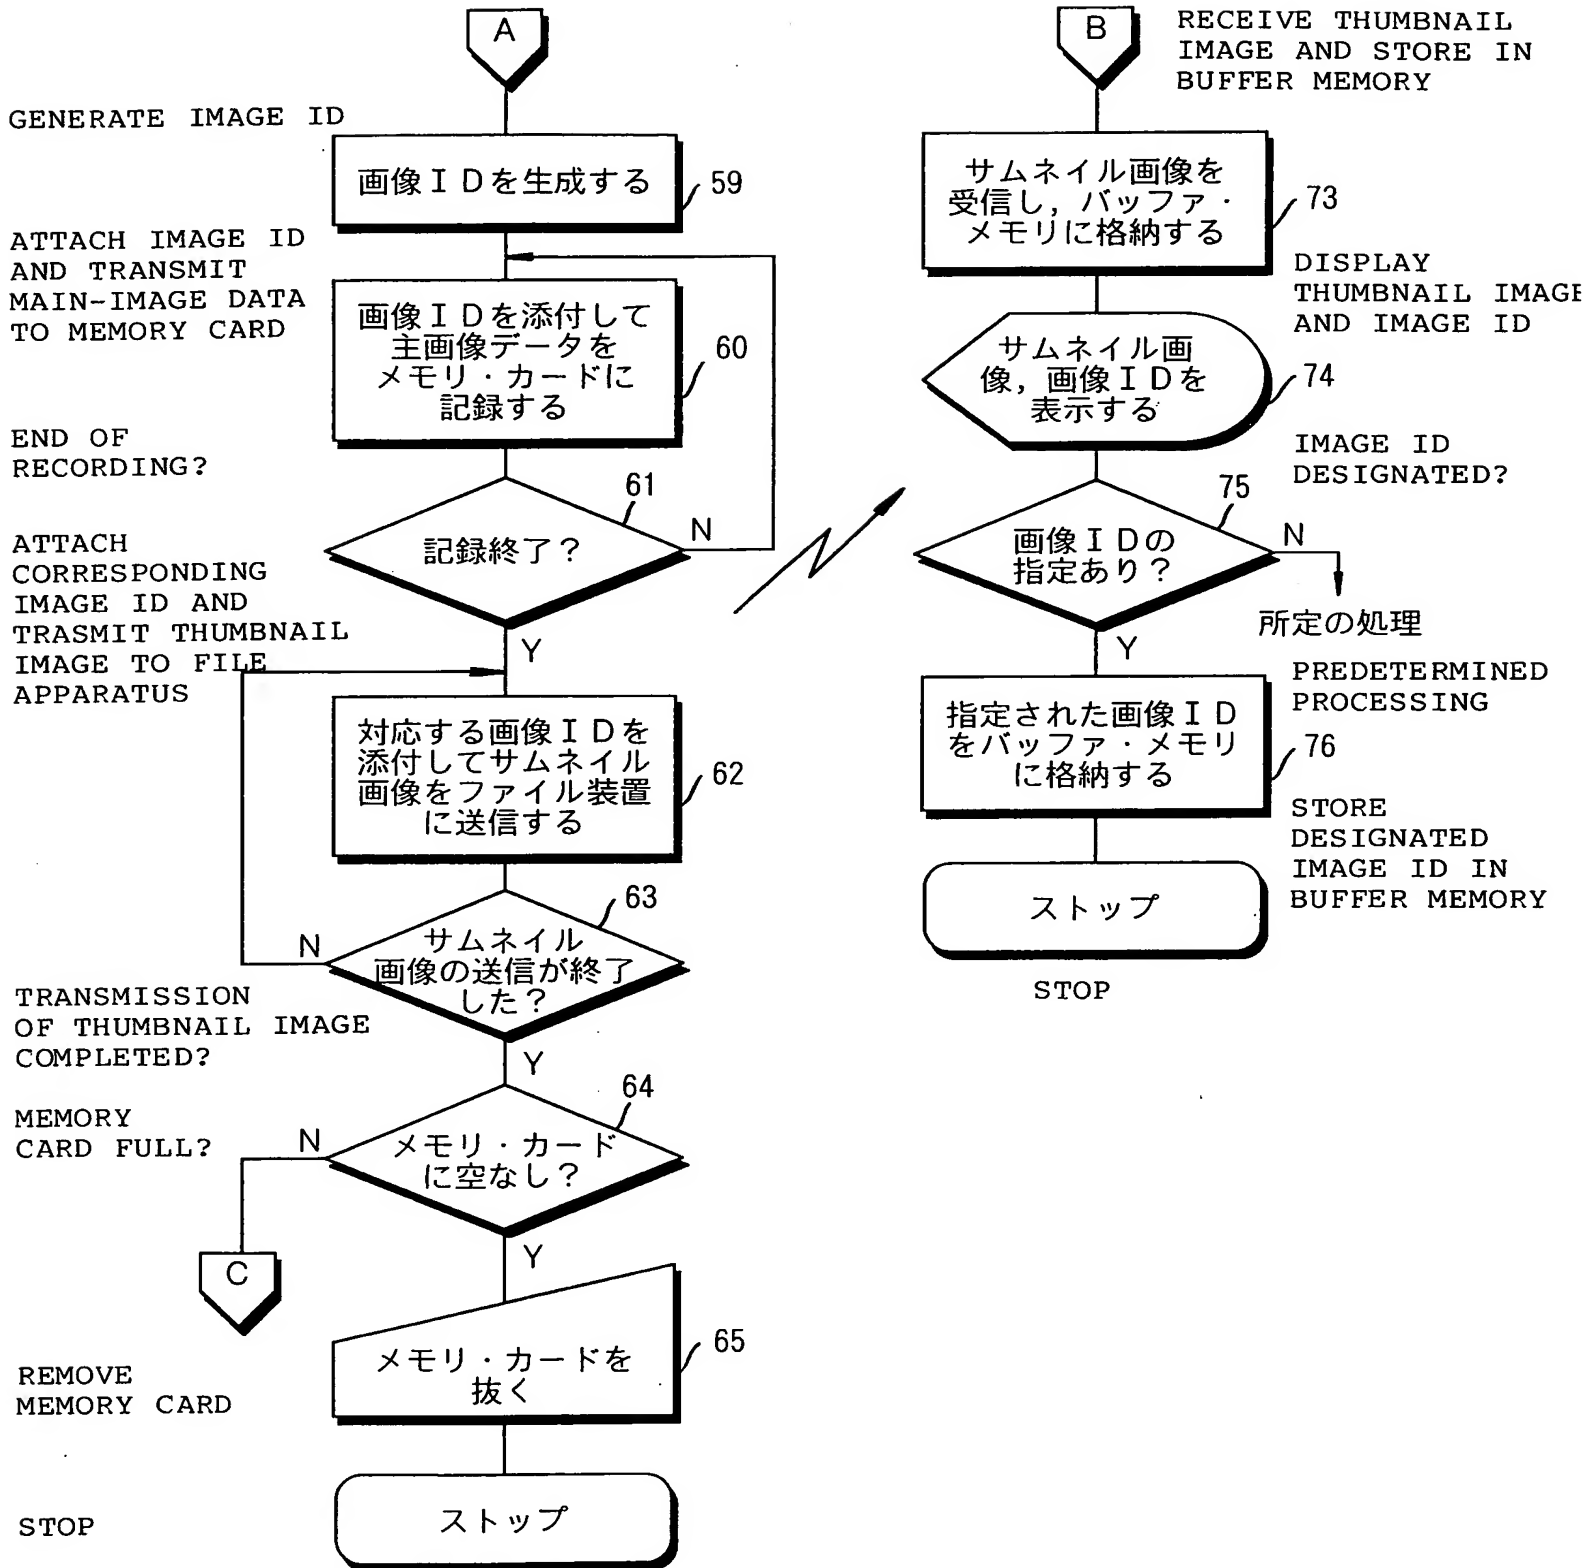 A
GENERATE IMAGE ID
画像IDを生成する
59
ATTACH IMAGE ID
AND TRANSMIT
MAIN-IMAGE DATA
TO MEMORY CARD
画像IDを添付して
主画像データを
メモリ・カードに
記録する
60
END OF
RECORDING?
61
記録終了?
N
Y
ATTACH
CORRESPONDING
IMAGE ID AND
TRASMIT THUMBNAIL
IMAGE TO FILE
APPARATUS
対応する画像IDを
添付してサムネイル
画像をファイル装置
に送信する
62
63
サムネイル
画像の送信が終了
した?
N
Y
TRANSMISSION
OF THUMBNAIL IMAGE
COMPLETED?
64
MEMORY
CARD FULL?
メモリ・カード
に空なし?
N
Y
C
メモリ・カードを
抜く
65
REMOVE
MEMORY CARD
ストップ
STOP
B
RECEIVE THUMBNAIL
IMAGE AND STORE IN
BUFFER MEMORY
サムネイル画像を
受信し,バッファ・
メモリに格納する
73
DISPLAY
THUMBNAIL IMAGE
AND IMAGE ID
サムネイル画
像,画像IDを
表示する
74
IMAGE ID
DESIGNATED?
75
画像IDの
指定あり?
N
所定の処理
Y
PREDETERMINED
PROCESSING
指定された画像ID
をバッファ・メモリ
に格納する
76
STORE
DESIGNATED
IMAGE ID IN
BUFFER MEMORY
ストップ
STOP